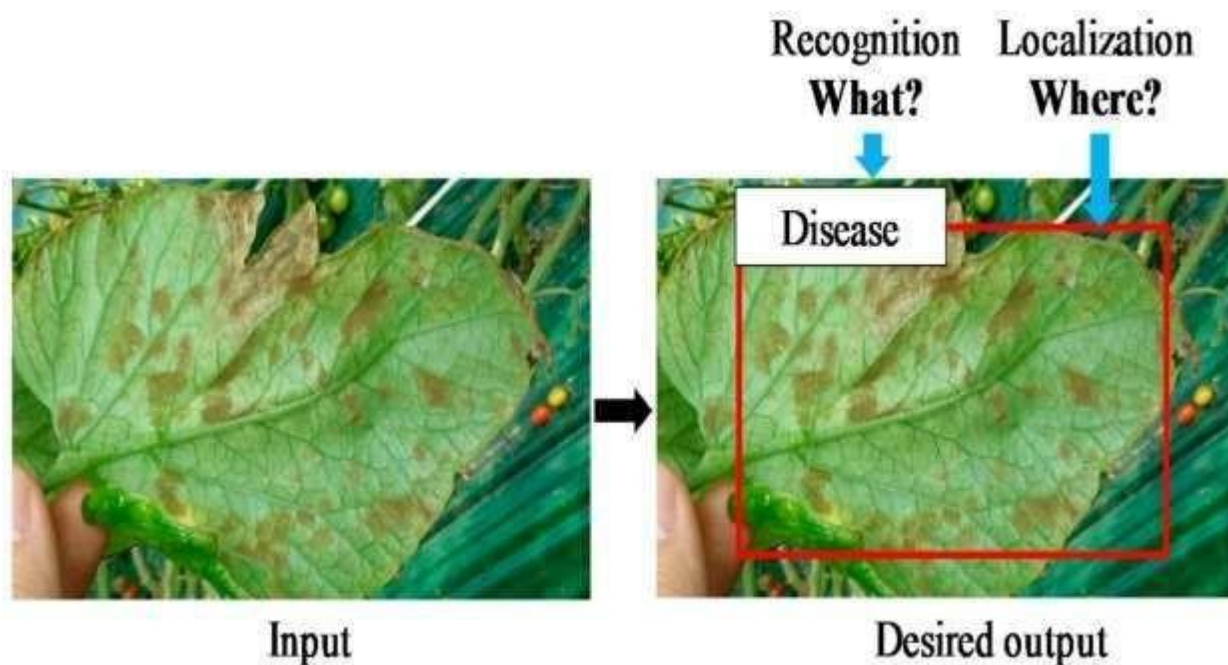 Recognition
What?
Localization
Where?
Disease
Input
Desired output